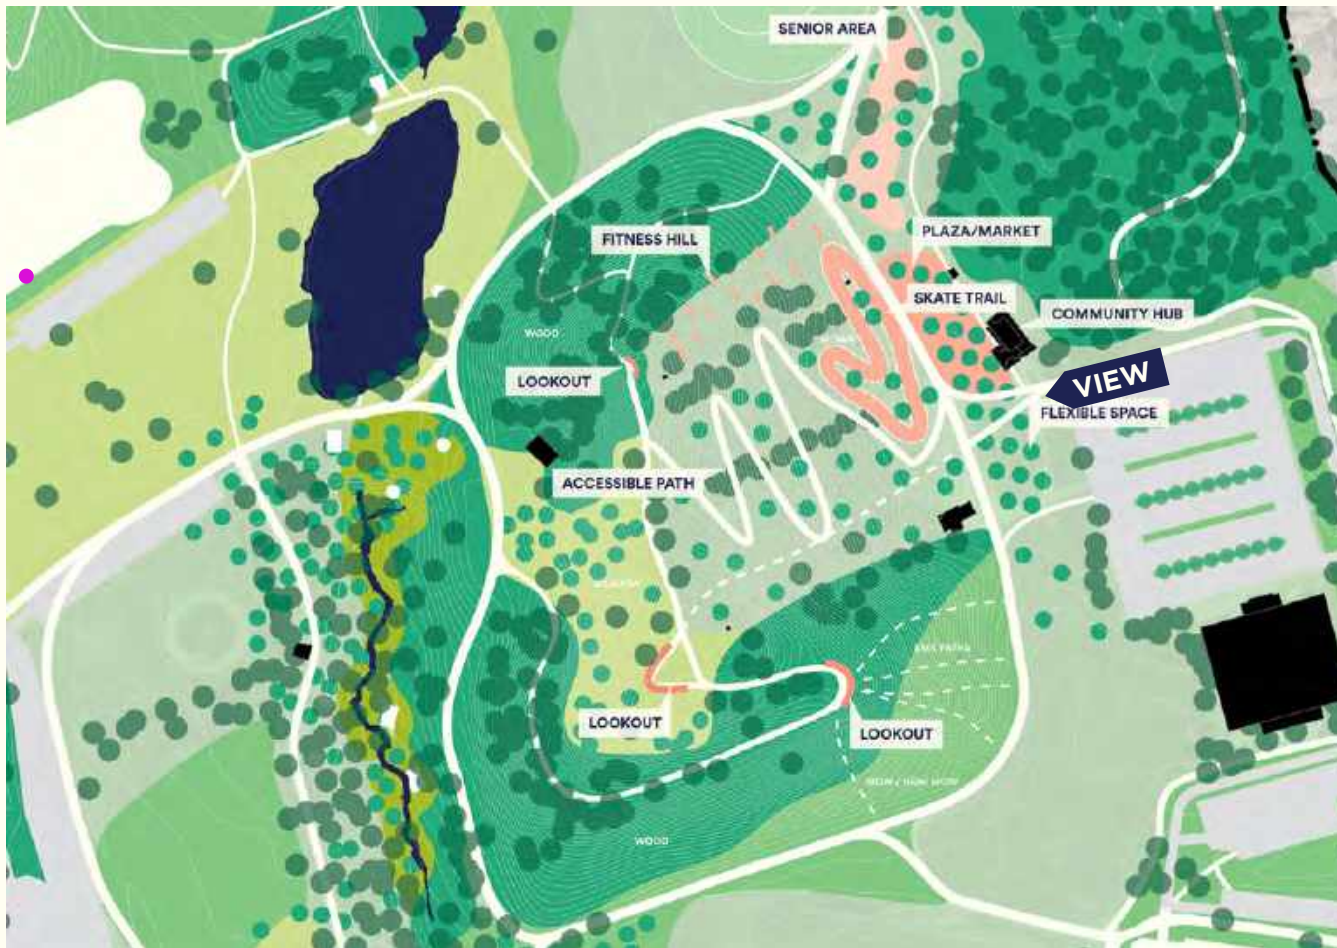 SENIOR AREA
PLAZA/MARKET
FITNESS HILL
SKATE TRAIL
COMMUNITY HUB
WOOD
LOOKOUT
VIEW
FLEXIBLE SPACE
ACCESSIBLE PATH
LOOKOUT
LOOKOUT
WOOD